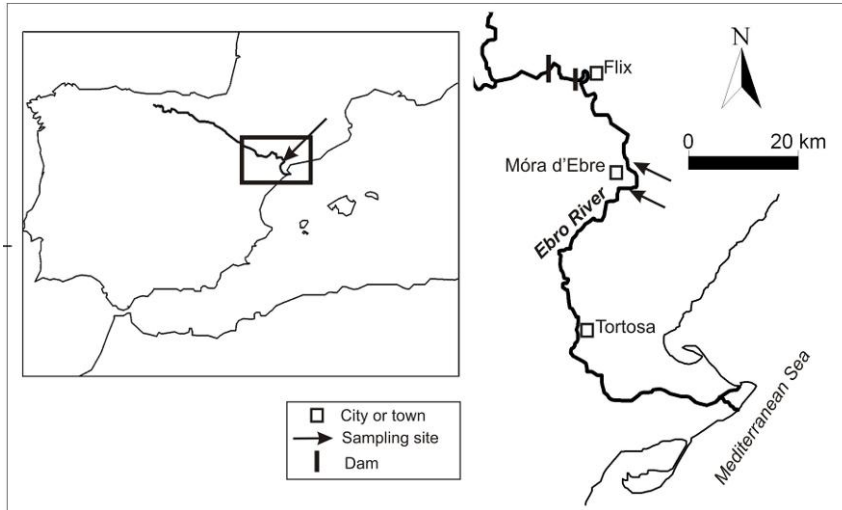 Flix
N
0 20 km
Móra d'Ebre
Ebro River
Tortosa
Mediterranean Sea
City or town
Sampling site
Dam